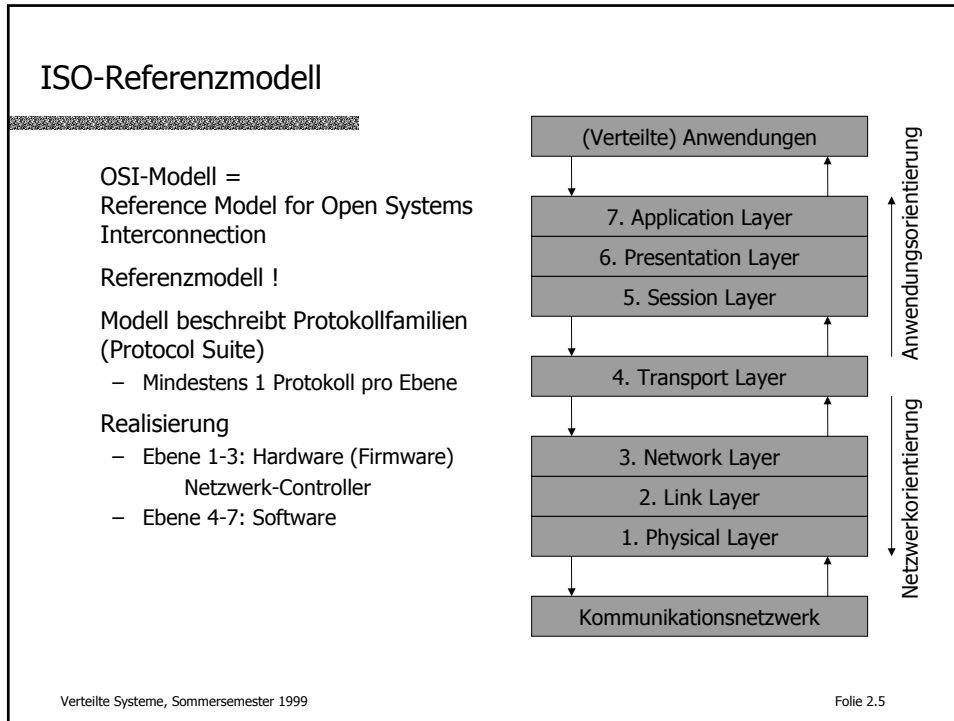 ISO-Referenzmodell
OSI-Modell =
Reference Model for Open Systems
Interconnection
Referenzmodell !
Modell beschreibt Protokollfamilien
(Protocol Suite)
– Mindestens 1 Protokoll pro Ebene
Realisierung
– Ebene 1-3: Hardware (Firmware)
Netzwerk-Controller
– Ebene 4-7: Software
(Verteilte) Anwendungen
7. Application Layer
6. Presentation Layer
5. Session Layer
4. Transport Layer
3. Network Layer
2. Link Layer
1. Physical Layer
Kommunikationsnetzwerk
Anwendungsorientierung
Netzwerkorientierung
Verteilte Systeme, Sommersemester 1999
Folie 2.5